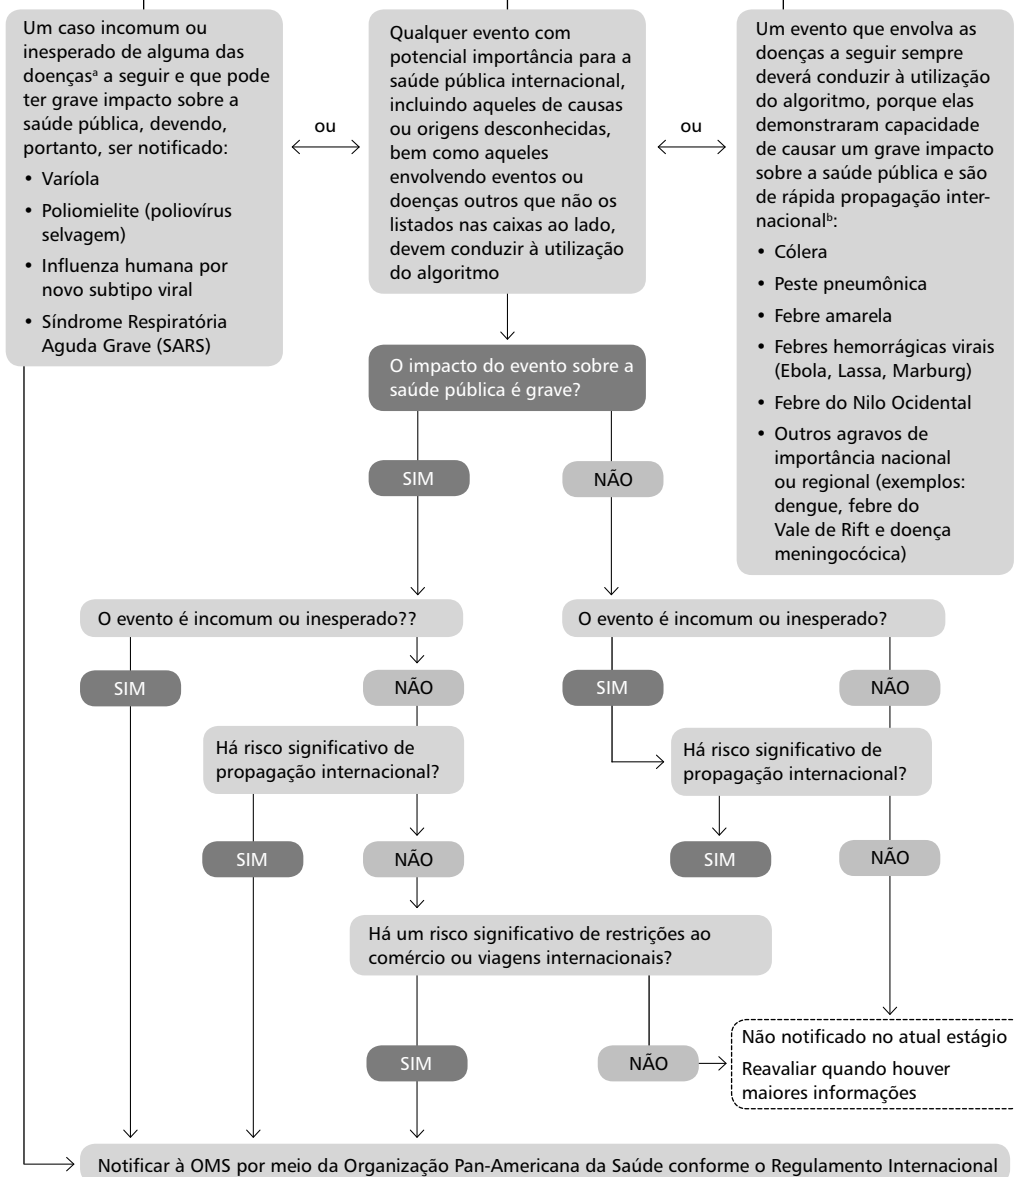 Um caso incomum ou
inesperado de alguma das
doençasª a seguir e que pode
ter grave impacto sobre a
saúde pública, devendo,
portanto, ser notificado:
• Varíola
• Poliomielite (poliovírus
selvagem)
• Influenza humana por
novo subtipo viral
• Síndrome Respiratória
Aguda Grave (SARS)
ou
Qualquer evento com
potencial importância para a
saúde pública internacional,
incluindo aqueles de causas
ou origens desconhecidas,
bem como aqueles
envolvendo eventos ou
doenças outros que não os
listados nas caixas ao lado,
devem conduzir à utilização
do algoritmo
ou
Um evento que envolva as
doenças a seguir sempre
deverá conduzir à utilização
do algoritmo, porque elas
demonstraram capacidade
de causar um grave impacto
sobre a saúde pública e são
de rápida propagação inter-
nacionalᵇ:
• Cólera
• Peste pneumônica
• Febre amarela
• Febres hemorrágicas virais
(Ebola, Lassa, Marburg)
• Febre do Nilo Ocidental
• Outros agravos de
importância nacional
ou regional (exemplos:
dengue, febre do
Vale de Rift e doença
meningocócica)
O impacto do evento sobre a
saúde pública é grave?
SIM
NÃO
O evento é incomum ou inesperado??
O evento é incomum ou inesperado?
SIM
NÃO
SIM
NÃO
Há risco significativo de
propagação internacional?
Há risco significativo de
propagação internacional?
SIM
NÃO
SIM
NÃO
Há um risco significativo de restrições ao
comércio ou viagens internacionais?
SIM
NÃO
Não notificado no atual estágio
Reavaliar quando houver
maiores informações
Notificar à OMS por meio da Organização Pan-Americana da Saúde conforme o Regulamento Internacional